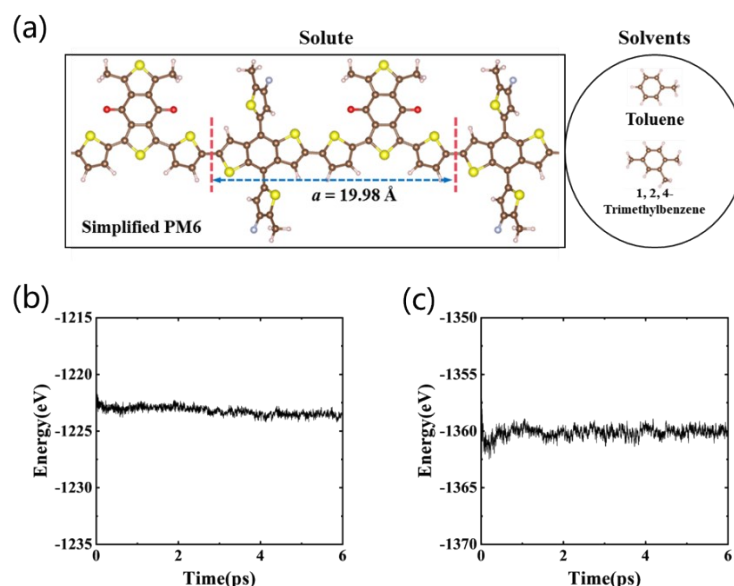 (a)
Solute
Solvents
Toluene
1, 2, 4-
Trimethylbenzene
a = 19.98 Å
Simplified PM6
(b)
-1215
-1220
-1225
-1230
-1235
Energy(eV)
0 2 4 6
Time(ps)
(c)
-1350
-1355
-1360
-1365
-1370
Energy(eV)
0 2 4 6
Time(ps)